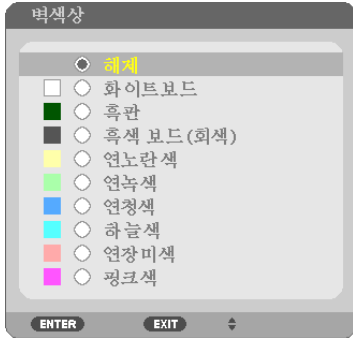 벽색상
해제
화이트보드
흑판
흑색 보드(회색)
연노란색
연녹색
연청색
하늘색
연장미색
핑크색
ENTER EXIT